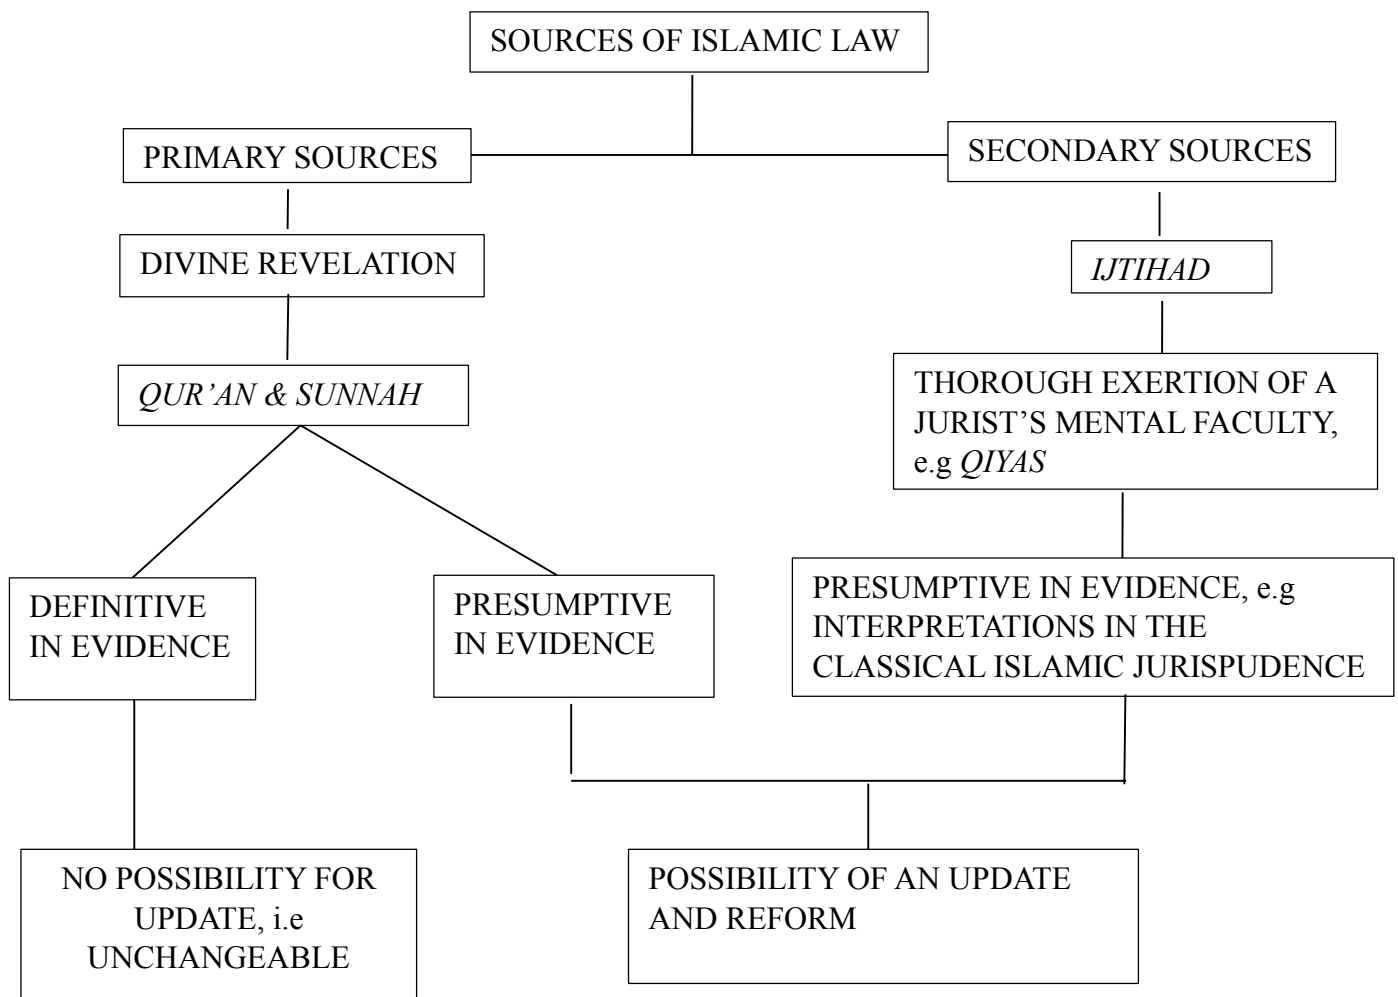 SOURCES OF ISLAMIC LAW
PRIMARY SOURCES
SECONDARY SOURCES
DIVINE REVELATION
IJTIHAD
QUR’AN & SUNNAH
THOROUGH EXERTION OF A
JURIST’S MENTAL FACULTY,
e.g QIYAS
DEFINITIVE
IN EVIDENCE
PRESUMPTIVE
IN EVIDENCE
PRESUMPTIVE IN EVIDENCE, e.g
INTERPRETATIONS IN THE
CLASSICAL ISLAMIC JURISPUDENCE
NO POSSIBILITY FOR
UPDATE, i.e
UNCHANGEABLE
POSSIBILITY OF AN UPDATE
AND REFORM